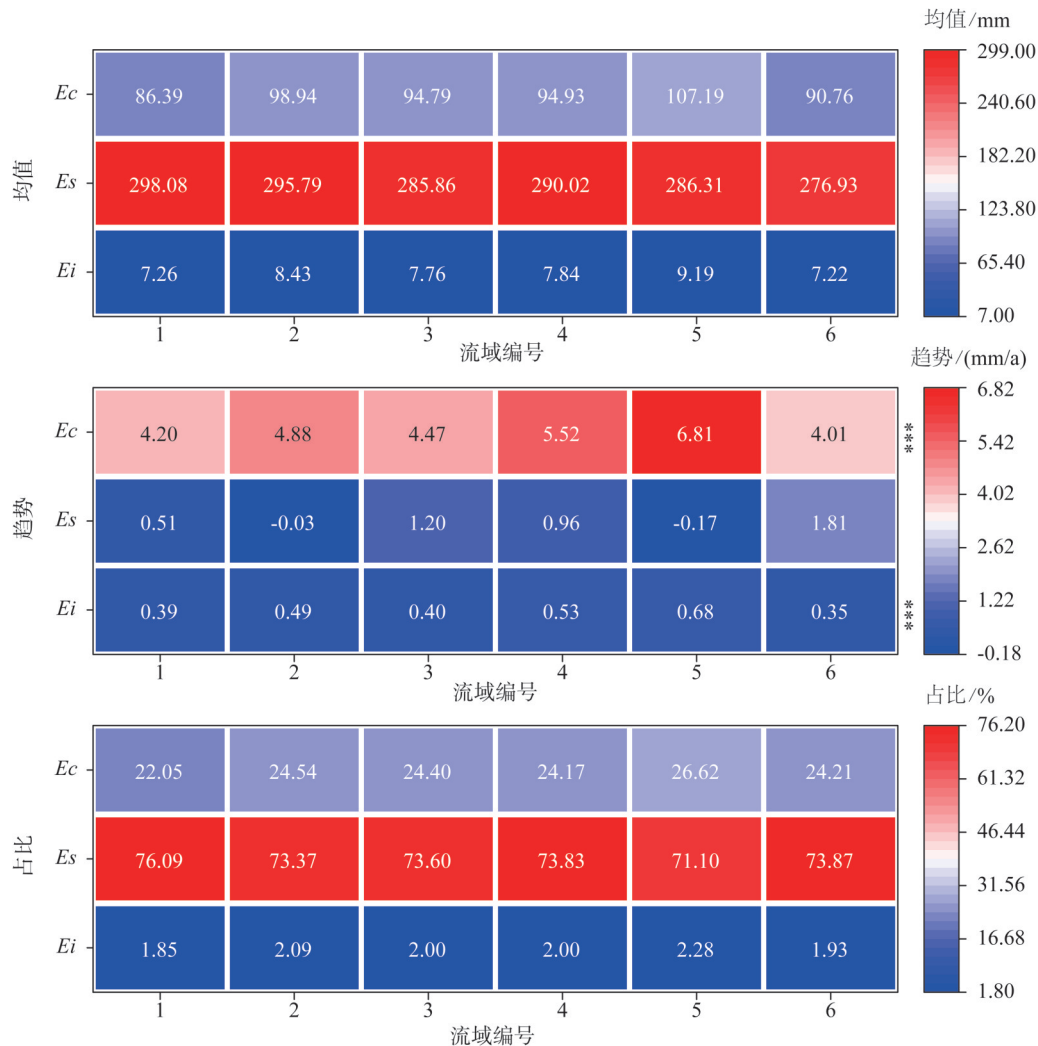 均值/mm
299.00
240.60
182.20
123.80
65.40
7.00
均值
Ec 86.39 98.94 94.79 94.93 107.19 90.76
Es 298.08 295.79 285.86 290.02 286.31 276.93
Ei 7.26 8.43 7.76 7.84 9.19 7.22
1 2 3 4 5 6
流域编号
趋势/(mm/a)
6.82
5.42
4.02
2.62
1.22
-0.18
趋势
Ec 4.20 4.88 4.47 5.52 6.81 4.01 ***
Es 0.51 -0.03 1.20 0.96 -0.17 1.81
Ei 0.39 0.49 0.40 0.53 0.68 0.35 ***
1 2 3 4 5 6
流域编号
占比/%
76.20
61.32
46.44
31.56
16.68
1.80
占比
Ec 22.05 24.54 24.40 24.17 26.62 24.21
Es 76.09 73.37 73.60 73.83 71.10 73.87
Ei 1.85 2.09 2.00 2.00 2.28 1.93
1 2 3 4 5 6
流域编号